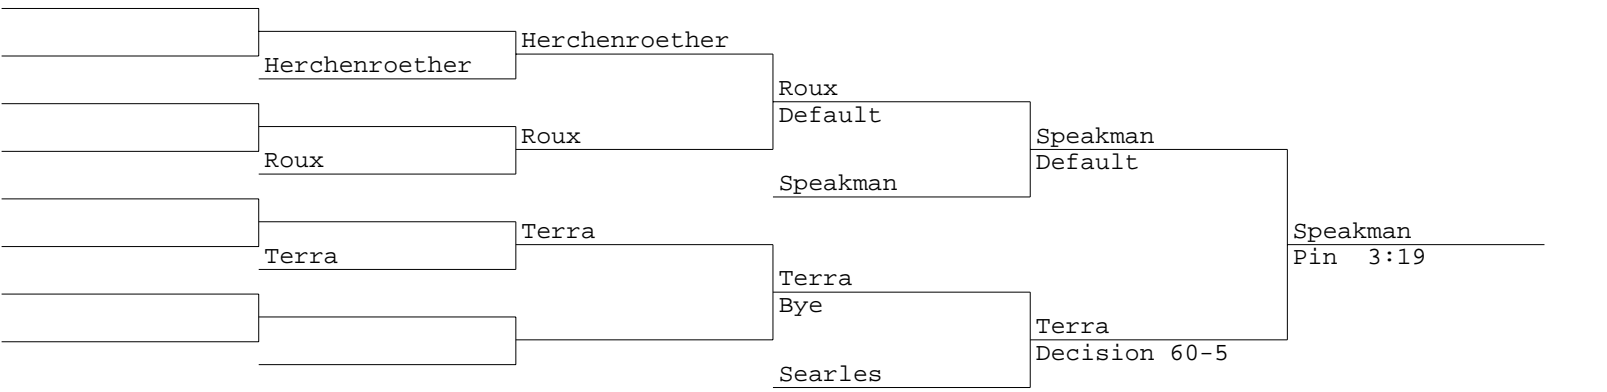 Herchenroether
Herchenroether
Roux
Default
Roux
Speakman
Default
Roux
Speakman
Terra
Speakman
Terra
Pin 3:19
Terra
Bye
Terra
Decision 60-5
Searles